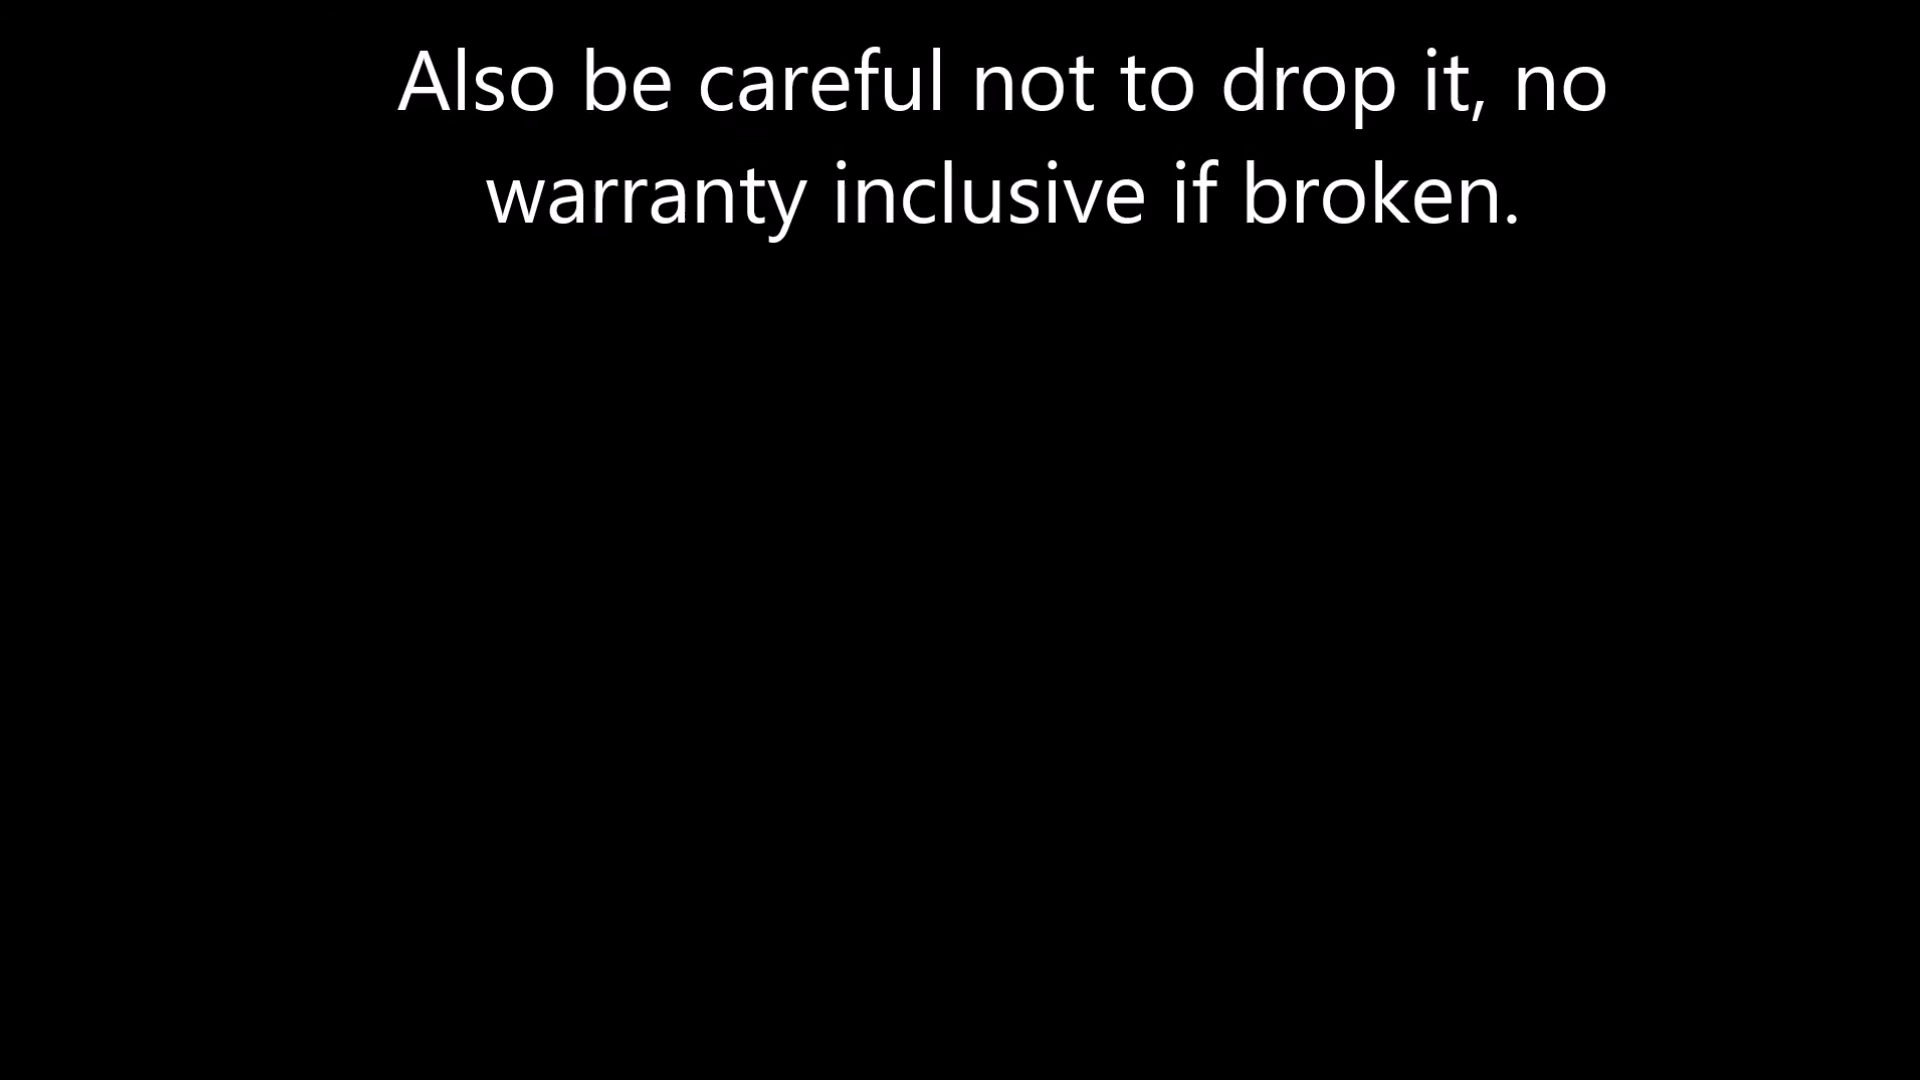 Also be careful not to drop it, no
warranty inclusive if broken.